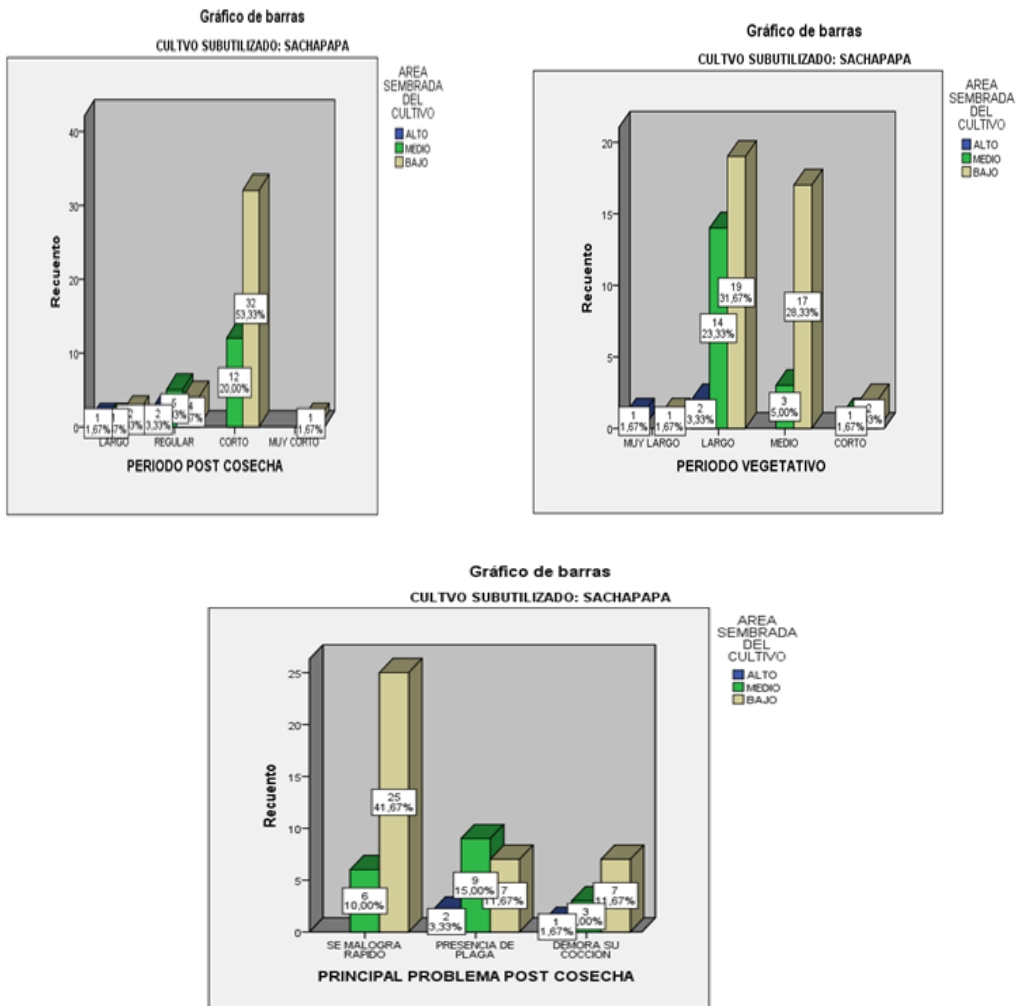 Gráfico de barras
CULTVO SUBUTILIZADO: SACHAPAPA
AREA
SEMBRADA
DEL
CULTIVO
ALTO
MEDIO
BAJO
Recuento
40
30
20
10
0
32
53,33%
12
20,00%
1
1,67%
1
2
2
3,33%
5
4
1
1,67%
LARGO
REGULAR
CORTO
MUY CORTO
PERIODO POST COSECHA
Gráfico de barras
CULTVO SUBUTILIZADO: SACHAPAPA
AREA
SEMBRADA
DEL
CULTIVO
ALTO
MEDIO
BAJO
Recuento
20
15
10
5
0
19
31,67%
17
28,33%
14
23,33%
1
1,67%
1
1,67%
2
3,33%
3
5,00%
1
1,67%
2
MUY LARGO
LARGO
MEDIO
CORTO
PERIODO VEGETATIVO
Gráfico de barras
CULTVO SUBUTILIZADO: SACHAPAPA
AREA
SEMBRADA
DEL
CULTIVO
ALTO
MEDIO
BAJO
Recuento
25
20
15
10
5
0
25
41,67%
6
10,00%
2
3,33%
9
15,00%
7
11,67%
1
1,67%
3
7
11,67%
SE MALOGRA
RAPIDO
PRESENCIA DE
PLAGA
DEMORA SU
COCCION
PRINCIPAL PROBLEMA POST COSECHA